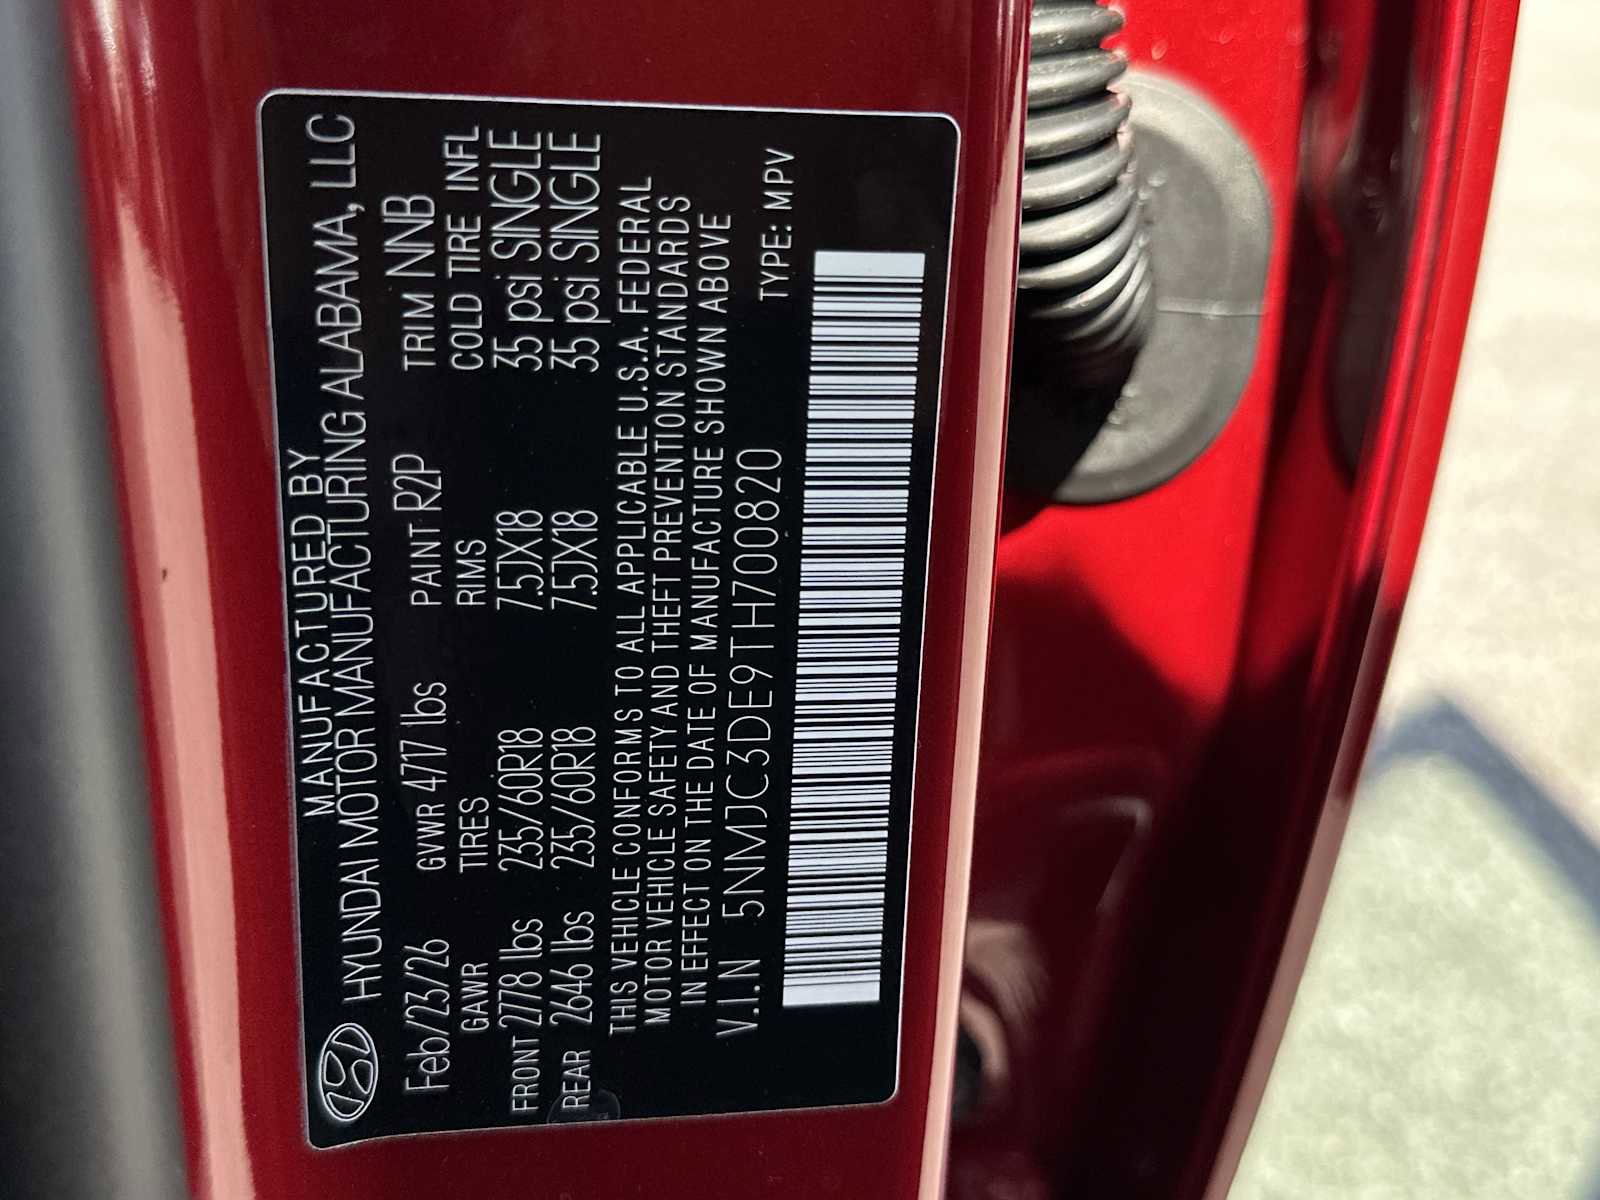 MANUFACTURED BY
HYUNDAI MOTOR MANUFACTURING ALABAMA, LLC
Feb/23/26 GVWR 4717 lbs PAINT R2P TRIM NNB
GAWR TIRES RIMS COLD TIRE INFL
FRONT 2778 lbs 235/60R18 7.5JX18 35 psi SINGLE
REAR 2646 lbs 235/60R18 7.5JX18 35 psi SINGLE
THIS VEHICLE CONFORMS TO ALL APPLICABLE U.S.A. FEDERAL
MOTOR VEHICLE SAFETY AND THEFT PREVENTION STANDARDS
IN EFFECT ON THE DATE OF MANUFACTURE SHOWN ABOVE
V.I.N 5NMJC3DE9TH700820 TYPE: MPV